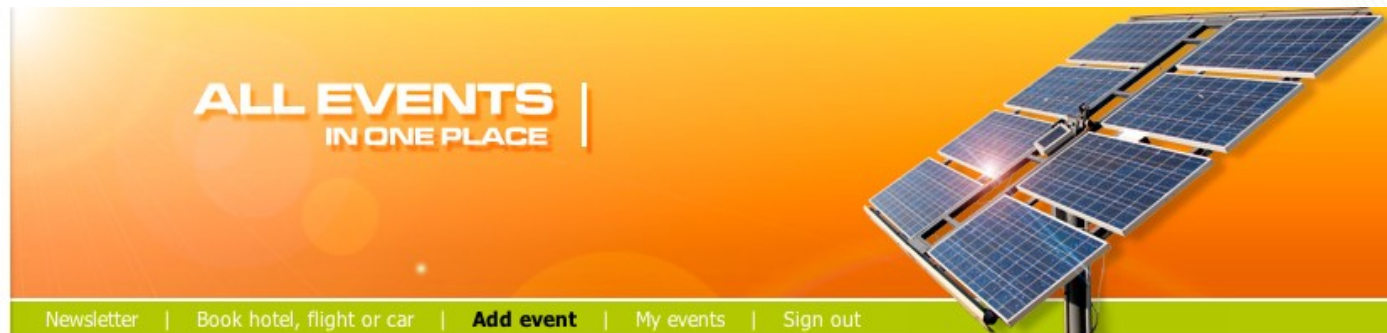 ALL EVENTS
IN ONE PLACE
Newsletter | Book hotel, flight or car | Add event | My events | Sign out